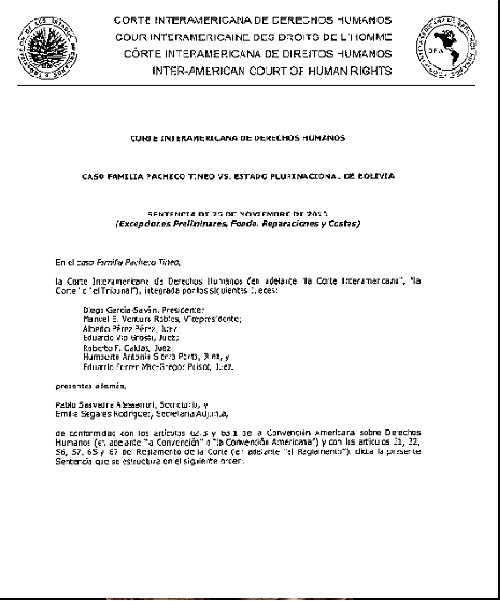 CORTE INTERAMERICANA DE DERECHOS HUMANOS
COUR INTERAMERICAINE DES DROITS DE L'HOMME
CÔRTE INTERAMERICANA DE DIREITOS HUMANOS
INTER-AMERICAN COURT OF HUMAN RIGHTS
CORTE INTERAMERICANA DE DERECHOS HUMANOS
CASO FAMILIA PACHECO TINEO VS. ESTADO PLURINACIONAL DE BOLIVIA
SENTENCIA DE 25 DE NOVIEMBRE DE 2013
(Excepciones Preliminares, Fondo, Reparaciones y Costas)
En el caso Familia Pacheco Tineo,
la Corte Interamericana de Derechos Humanos (en adelante "la Corte Interamericana", "la
Corte" o "el Tribunal"), integrada por los siguientes Jueces:
Diego García-Sayán, Presidente;
Manuel E. Ventura Robles, Vicepresidente;
Alberto Pérez Pérez, Juez;
Eduardo Vio Grossi, Juez;
Roberto F. Caldas, Juez;
Humberto Antonio Sierra Porto, Juez, y
Eduardo Ferrer Mac-Gregor Poisot, Juez,
presentes además,
Pablo Saavedra Alessandri, Secretario, y
Emilia Segares Rodríguez, Secretaria Adjunta,
de conformidad con los artículos 62.3 y 63.1 de la Convención Americana sobre Derechos
Humanos (en adelante "la Convención" o "la Convención Americana") y con los artículos 31, 32,
56, 57, 65 y 67 del Reglamento de la Corte (en adelante "el Reglamento"), dicta la presente
Sentencia que se estructura en el siguiente orden: